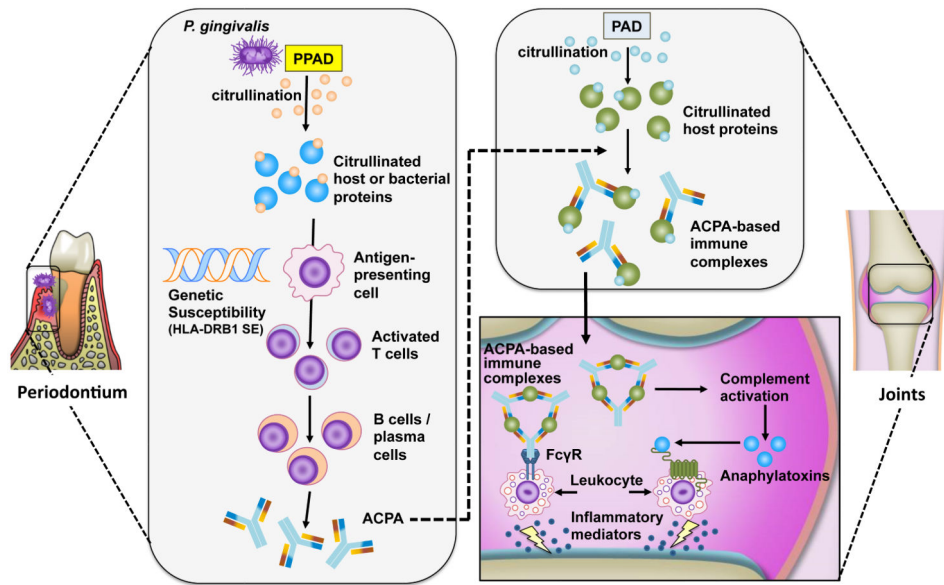 P. gingivalis
PPAD
citrullination
Citrullinated
host or bacterial
proteins
Genetic
Susceptibility
(HLA-DRB1 SE)
Antigen-
presenting
cell
Activated
T cells
B cells /
plasma
cells
ACPA
Periodontium
PAD
citrullination
Citrullinated
host proteins
ACPA-based
immune
complexes
Joints
ACPA-based
immune
complexes
Complement
activation
FcγR
Anaphylatoxins
Leukocyte
Inflammatory
mediators